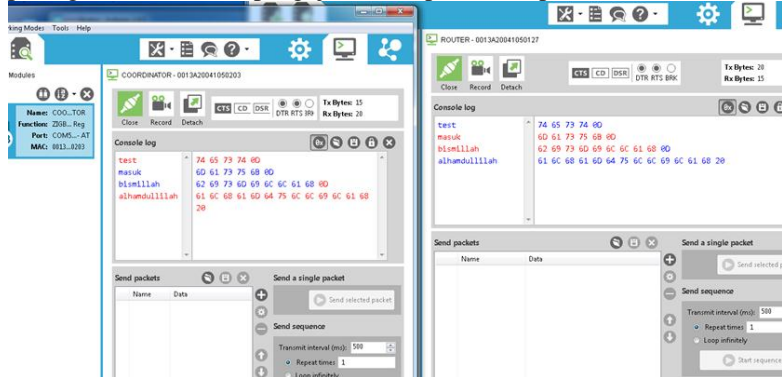 rking Modes Tools Help
Modules
Name: COO...TOR
Function: ZIGB... Reg
Port: COM5...- AT
MAC: 0013...0203
COORDINATOR - 0013A20041050203
Close Record Detach
CTS CD DSR
DTR RTS BRK
Tx Bytes: 15
Rx Bytes: 20
Console log
test
masuk
bismillah
alhamdulillah
74 65 73 74 0D
6D 61 73 75 6B 0D
62 69 73 6D 69 6C 6C 61 68 0D
61 6C 68 61 6D 64 75 6C 6C 69 6C 61 68
20
Send packets
Name Data
Send a single packet
Send selected packet
Send sequence
Transmit interval (ms): 500
Repeat times 1
Loop infinitely
ROUTER - 0013A20041050127
Close Record Detach
CTS CD DSR
DTR RTS BRK
Tx Bytes: 20
Rx Bytes: 15
Console log
test
masuk
bismillah
alhamdullilah
74 65 73 74 0D
6D 61 73 75 6B 0D
62 69 73 6D 69 6C 6C 61 68 0D
61 6C 68 61 6D 64 75 6C 6C 69 6C 61 68 20
Send packets
Name Data
Send a single packet
Send selected p
Send sequence
Transmit interval (ms): 500
Repeat times 1
Loop infinitely
Start sequence